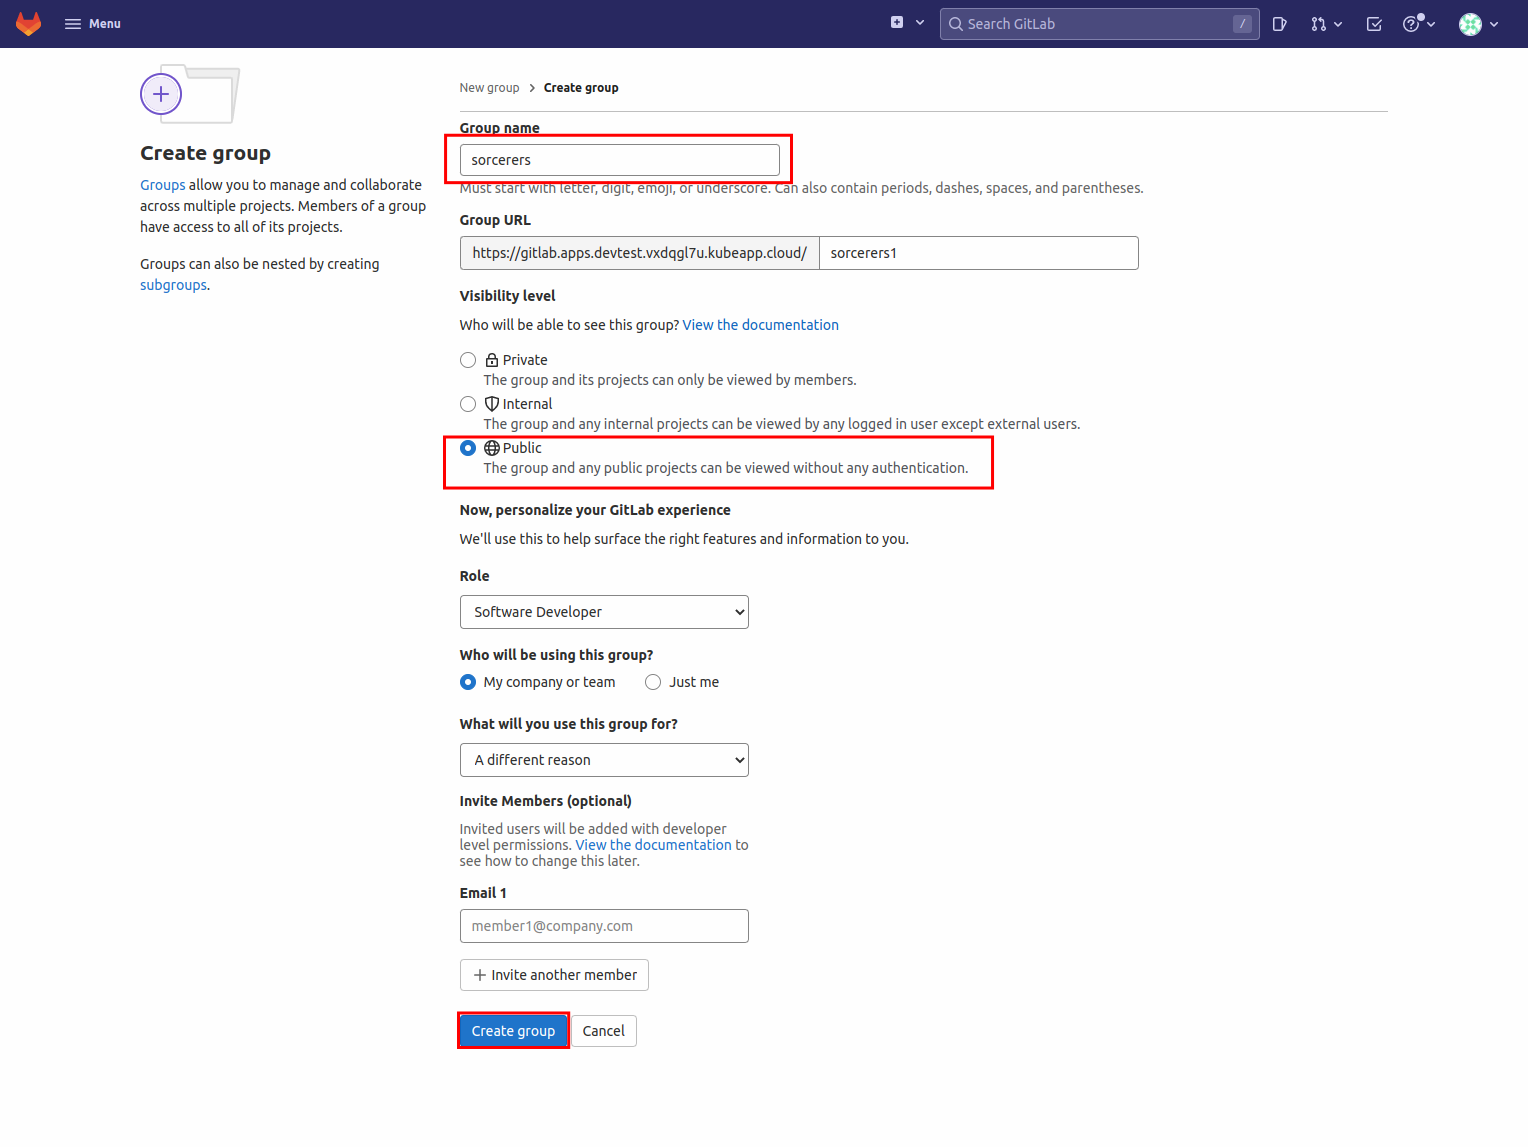 Menu
Search GitLab /
Create group
Groups allow you to manage and collaborate
across multiple projects. Members of a group
have access to all of its projects.
Groups can also be nested by creating
subgroups.
New group > Create group
Group name
sorcerers
Must start with letter, digit, emoji, or underscore. Can also contain periods, dashes, spaces, and parentheses.
Group URL
https://gitlab.apps.devtest.vxdqgl7u.kubeapp.cloud/ sorcerers1
Visibility level
Who will be able to see this group? View the documentation
Private
The group and its projects can only be viewed by members.
Internal
The group and any internal projects can be viewed by any logged in user except external users.
Public
The group and any public projects can be viewed without any authentication.
Now, personalize your GitLab experience
We'll use this to help surface the right features and information to you.
Role
Software Developer
Who will be using this group?
My company or team Just me
What will you use this group for?
A different reason
Invite Members (optional)
Invited users will be added with developer
level permissions. View the documentation to
see how to change this later.
Email 1
member1@company.com
Invite another member
Create group Cancel